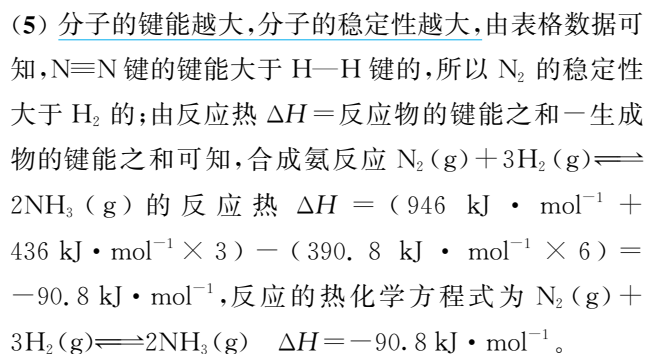 (5) 分子的键能越大,分子的稳定性越大,由表格数据可
知,N≡N 键的键能大于 H—H 键的,所以 N₂ 的稳定性
大于 H₂ 的;由反应热 ΔH=反应物的键能之和-生成
物的键能之和可知,合成氨反应 N₂(g)+3H₂(g)⇌
2NH₃(g)的反应热 ΔH=(946 kJ·mol⁻¹+
436 kJ·mol⁻¹×3)-(390.8 kJ·mol⁻¹×6)=
-90.8 kJ·mol⁻¹,反应的热化学方程式为 N₂(g)+
3H₂(g)⇌2NH₃(g) ΔH=-90.8 kJ·mol⁻¹。